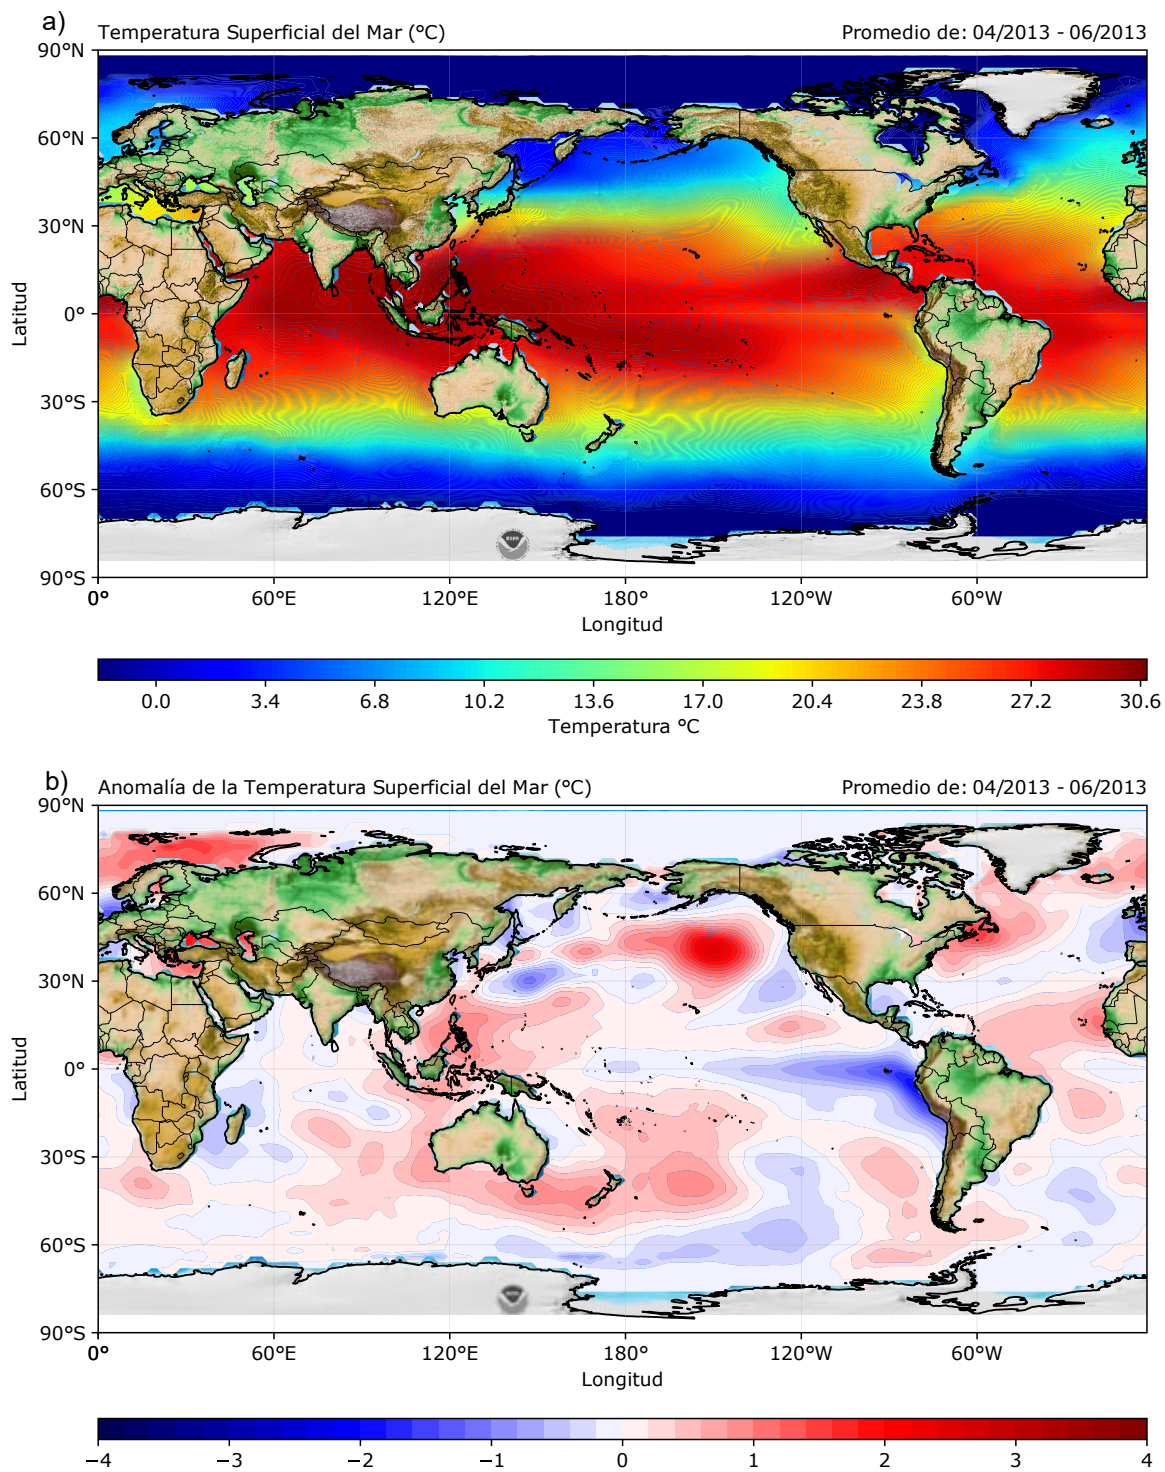 a)
Temperatura Superficial del Mar (°C) Promedio de: 04/2013 - 06/2013
90°N
60°N
30°N
0°
30°S
60°S
90°S
Latitud
0° 60°E 120°E 180° 120°W 60°W
Longitud
0.0 3.4 6.8 10.2 13.6 17.0 20.4 23.8 27.2 30.6
Temperatura °C
b)
Anomalía de la Temperatura Superficial del Mar (°C) Promedio de: 04/2013 - 06/2013
90°N
60°N
30°N
0°
30°S
60°S
90°S
Latitud
0° 60°E 120°E 180° 120°W 60°W
Longitud
−4 −3 −2 −1 0 1 2 3 4